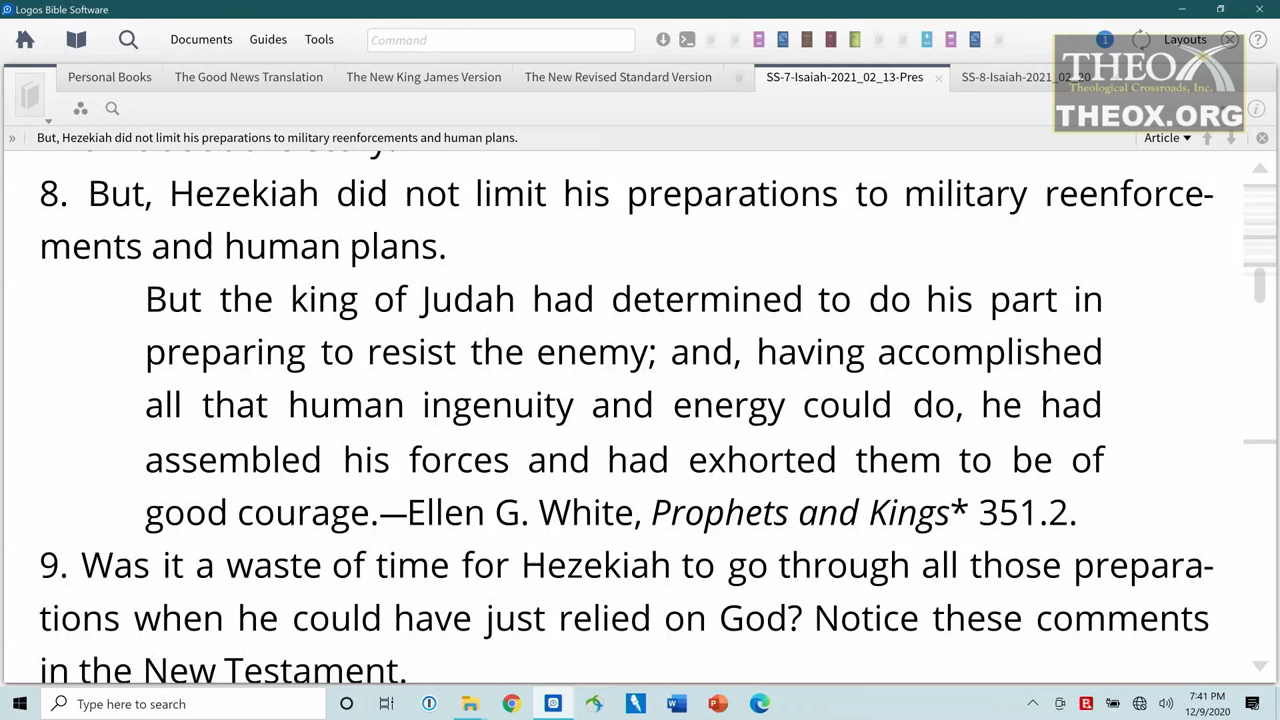 Logos Bible Software
Documents Guides Tools Command 1 Layouts
Personal Books The Good News Translation The New King James Version The New Revised Standard Version SS-7-Isaiah-2021_02_13-Pres SS-8-Isaiah-2021_02_20
THEOX
Theological Crossroads, Inc.
THEOX.ORG
» But, Hezekiah did not limit his preparations to military reenforcements and human plans. Article
8. But, Hezekiah did not limit his preparations to military reenforce-
ments and human plans.
But the king of Judah had determined to do his part in
preparing to resist the enemy; and, having accomplished
all that human ingenuity and energy could do, he had
assembled his forces and had exhorted them to be of
good courage.—Ellen G. White, Prophets and Kings* 351.2.
9. Was it a waste of time for Hezekiah to go through all those prepara-
tions when he could have just relied on God? Notice these comments
in the New Testament.
Type here to search
7:41 PM
12/9/2020